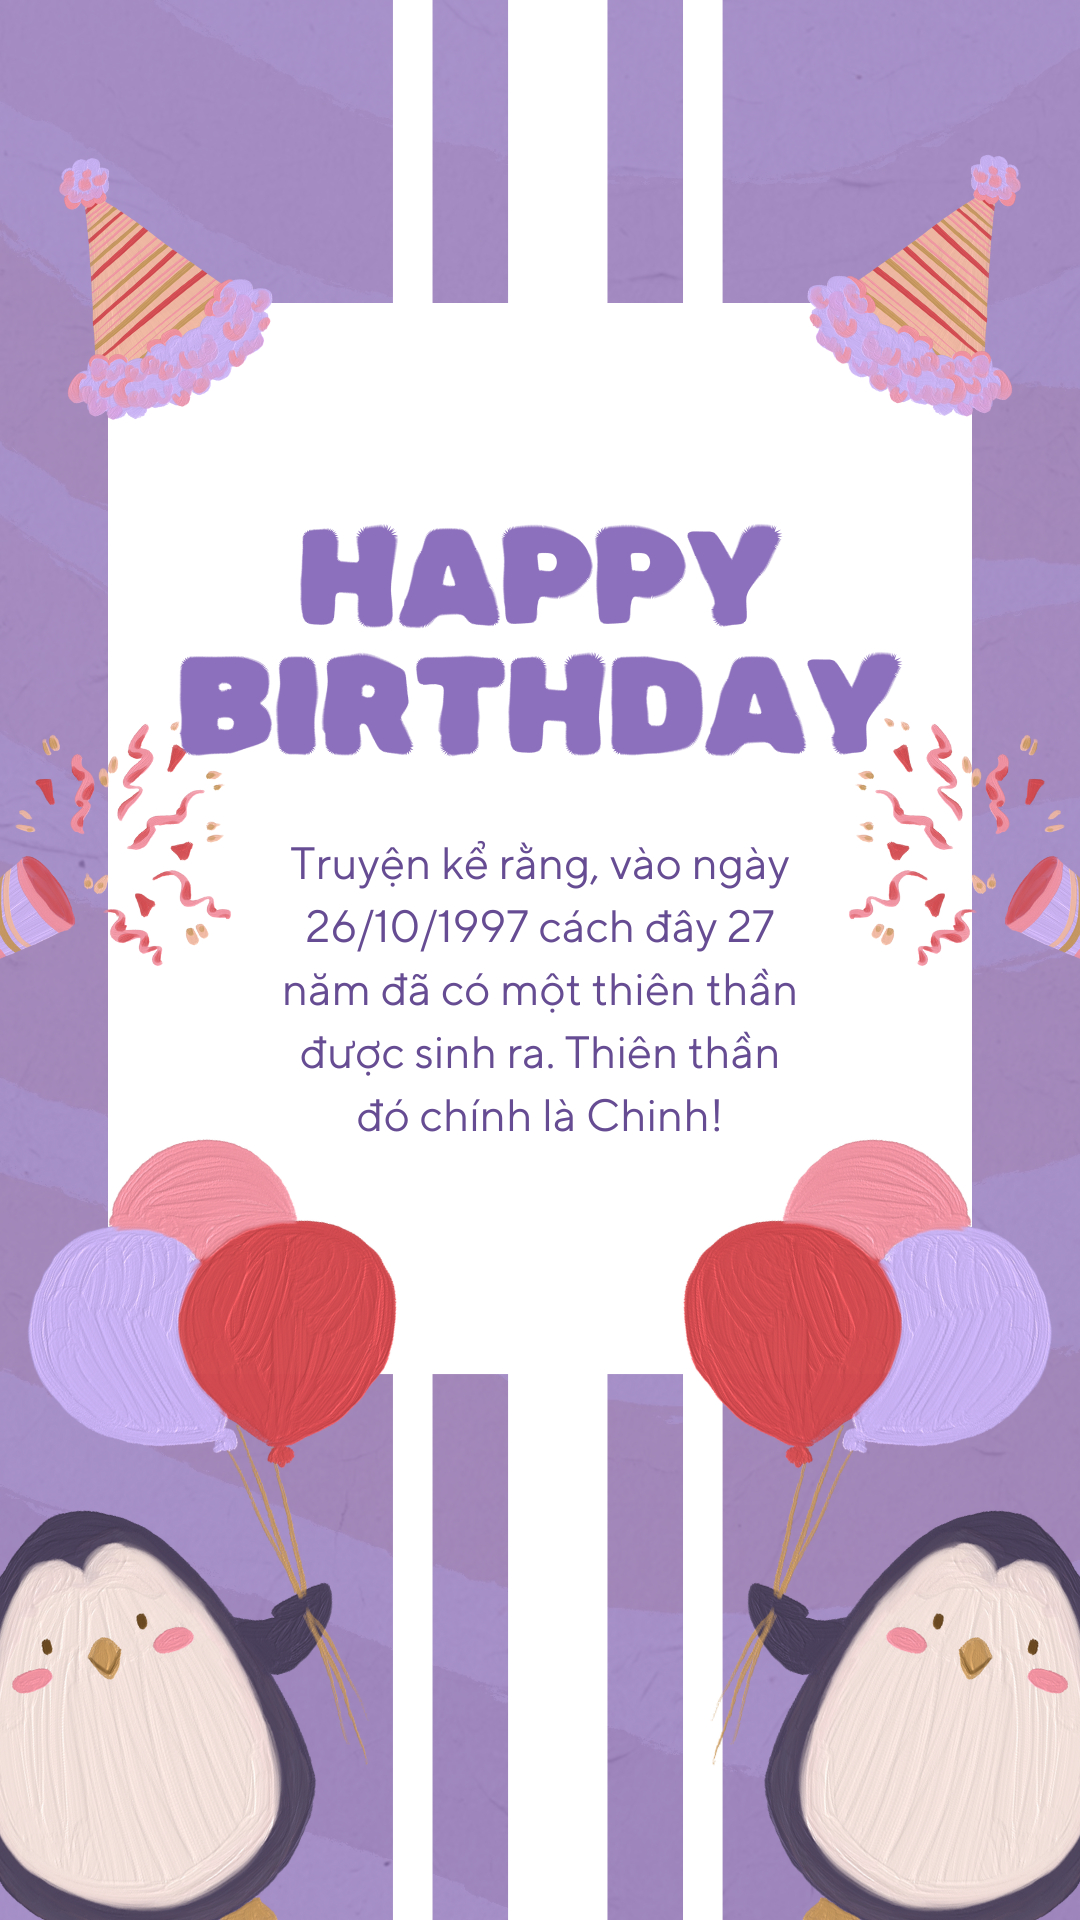 HAPPY
BIRTHDAY
Truyện kể rằng, vào ngày
26/10/1997 cách đây 27
năm đã có một thiên thần
được sinh ra. Thiên thần
đó chính là Chinh!